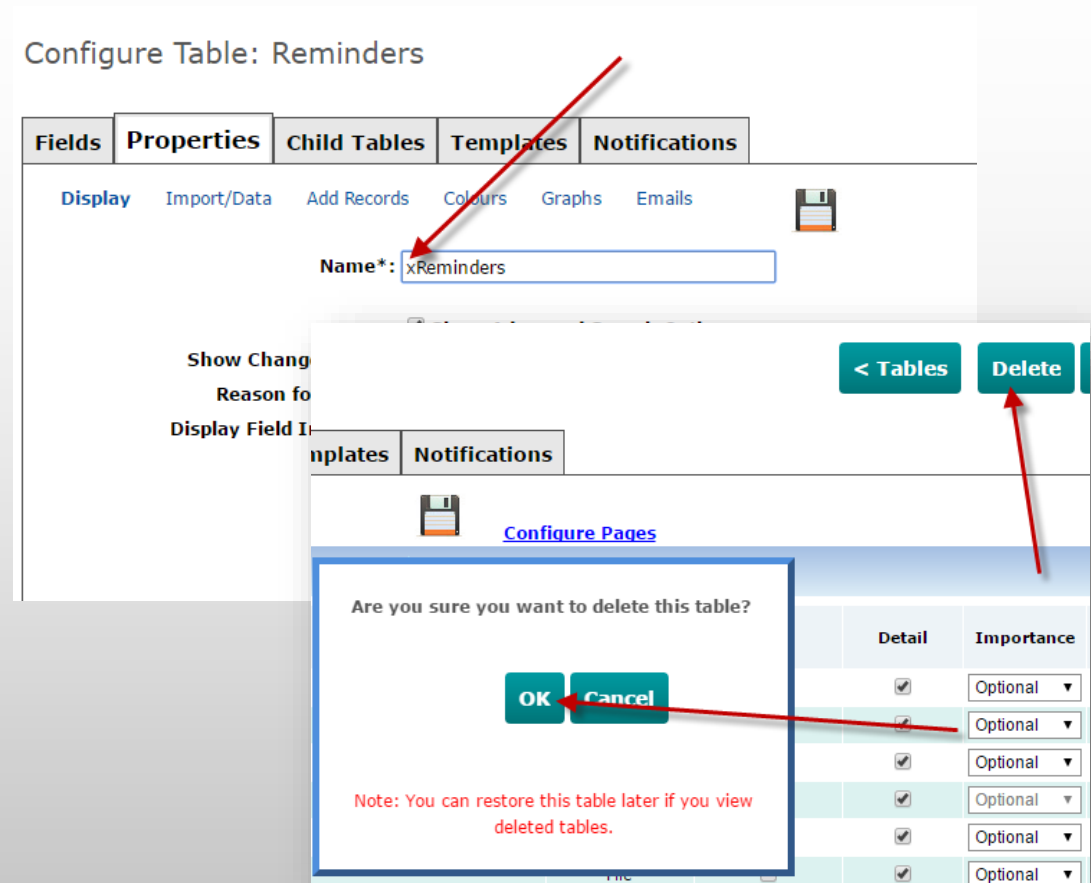 Configure Table: Reminders
Fields Properties Child Tables Templates Notifications
Display Import/Data Add Records Colours Graphs Emails
Name*: xReminders
Show Chang
Reason fo
Display Field I
< Tables Delete
mplates Notifications
Configure Pages
Are you sure you want to delete this table?
OK Cancel
Note: You can restore this table later if you view
deleted tables.
Detail Importance
Optional
Optional
Optional
Optional
Optional
Optional